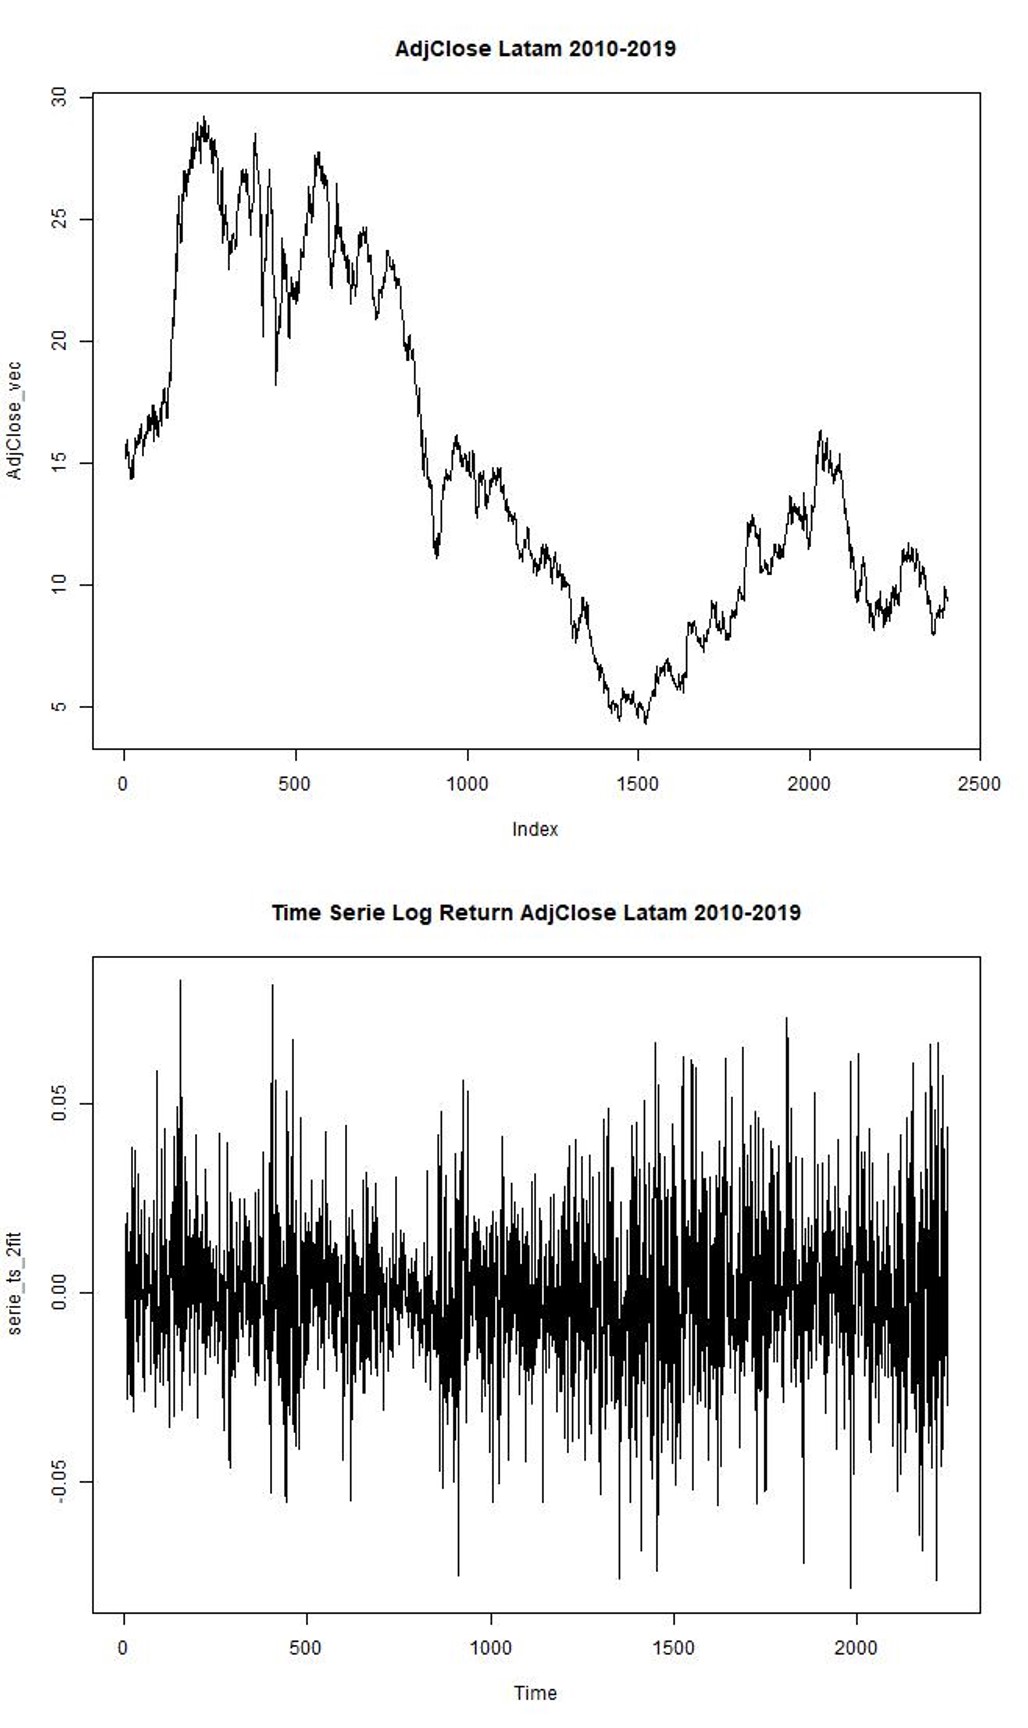 AdjClose Latam 2010-2019
30
25
20
15
10
5
AdjClose_vec
0 500 1000 1500 2000 2500
Index
Time Serie Log Return AdjClose Latam 2010-2019
0.05
0.00
-0.05
serie_ts_2fit
0 500 1000 1500 2000
Time